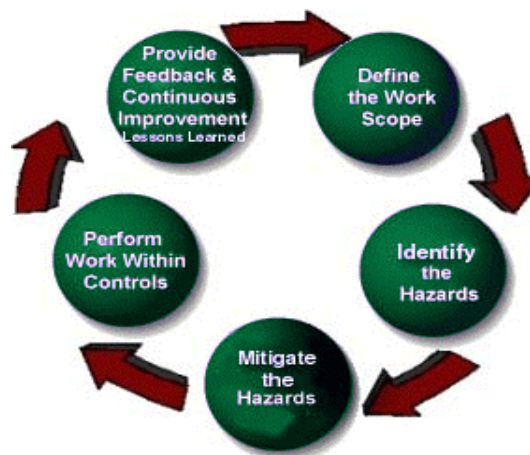 Provide
Feedback &
Continuous
Improvement
Lessons Learned
Define
the Work
Scope
Identify
the
Hazards
Mitigate
the
Hazards
Perform
Work Within
Controls